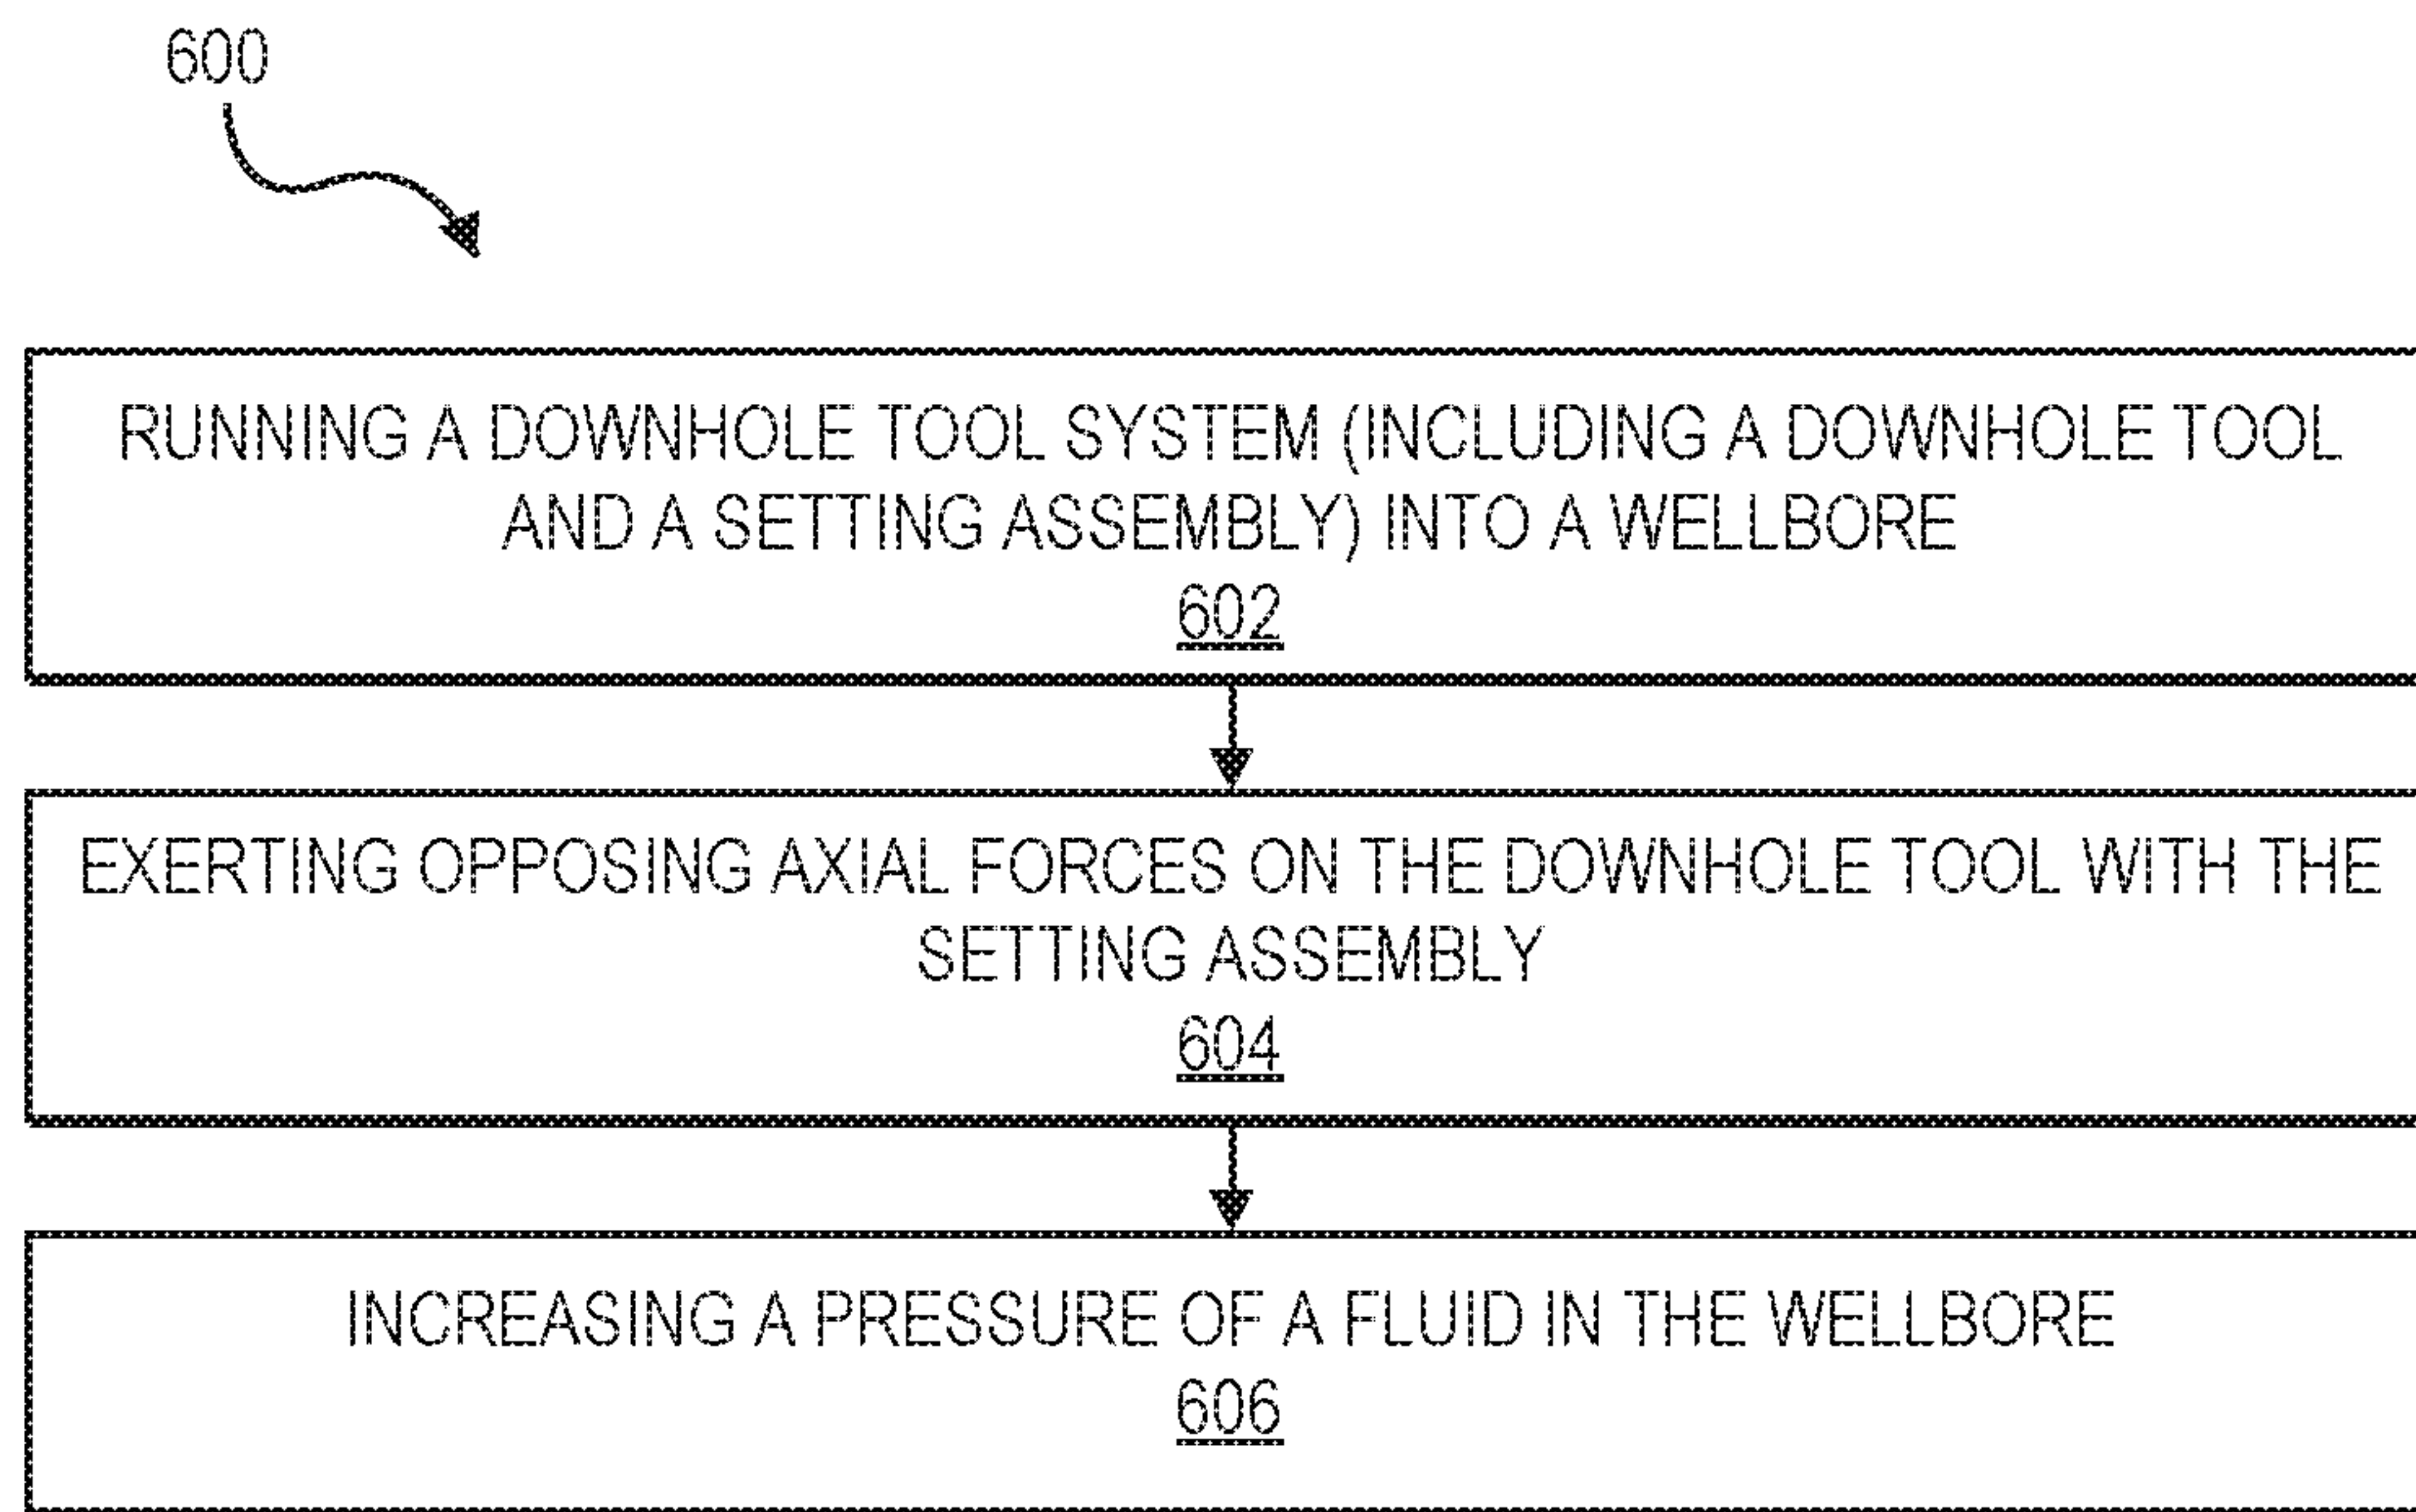 600
RUNNING A DOWNHOLE TOOL SYSTEM (INCLUDING A DOWNHOLE TOOL
AND A SETTING ASSEMBLY) INTO A WELLBORE
602
EXERTING OPPOSING AXIAL FORCES ON THE DOWNHOLE TOOL WITH THE
SETTING ASSEMBLY
604
INCREASING A PRESSURE OF A FLUID IN THE WELLBORE
606